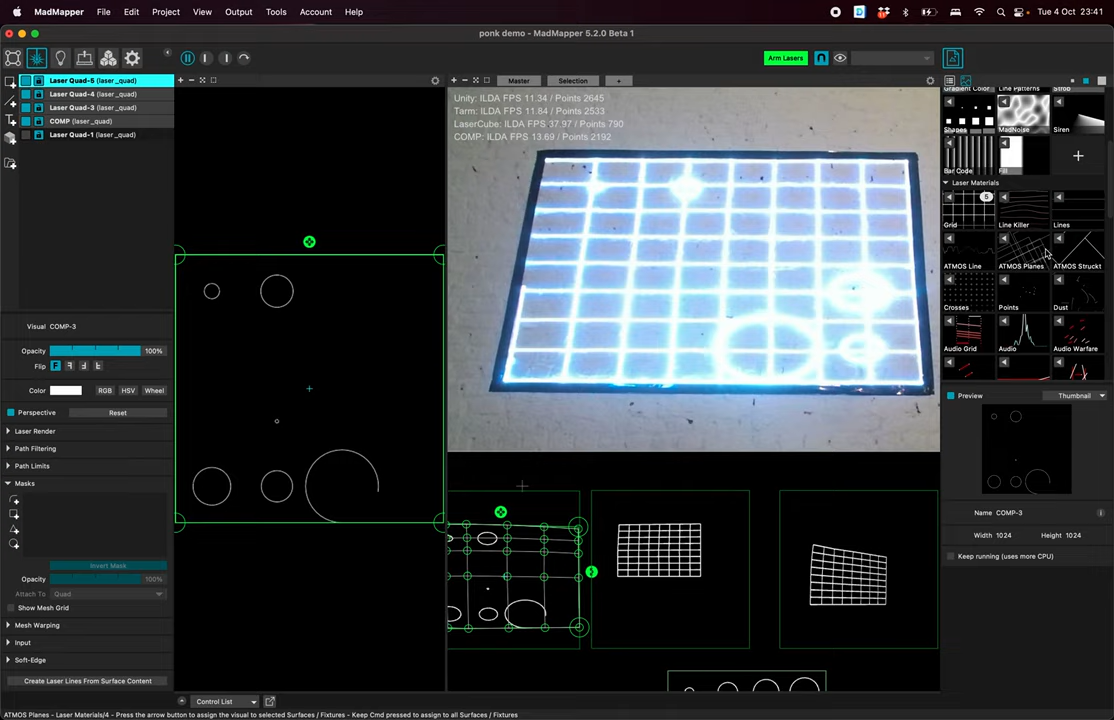 MadMapper File Edit Project View Output Tools Account Help
Tue 4 Oct 23:41
ponk demo - MadMapper 5.2.0 Beta 1
Arm Lasers
Laser Quad-5 (laser_quad)
Laser Quad-4 (laser_quad)
Laser Quad-3 (laser_quad)
COMP (laser_quad)
Laser Quad-1 (laser_quad)
Master
Selection
Unity: ILDA FPS 11.34 / Points 2645
Tarm: ILDA FPS 11.84 / Points 2533
LaserCube: ILDA FPS 37.97 / Points 790
COMP: ILDA FPS 13.69 / Points 2192
Gradient Color
Line Patterns
Strob
Shapes
MadNoise
Siren
Bar Code
Fill
Laser Materials
5
Grid
Line Killer
Lines
ATMOS Line
ATMOS Planes
ATMOS Struckt
Crosses
Points
Dust
Audio Grid
Audio
Audio Warfare
Preview
Thumbnail
Name COMP-3
Width 1024
Height 1024
Keep running (uses more CPU)
Visual COMP-3
Opacity 100%
Flip
Color RGB HSV Wheel
Perspective Reset
Laser Render
Path Filtering
Path Limits
Masks
Invert Mask
Opacity 100%
Attach To Quad
Show Mesh Grid
Mesh Warping
Input
Soft-Edge
Create Laser Lines From Surface Content
Control List
ATMOS Planes - Laser Materials/4 - Press the arrow button to assign the visual to selected Surfaces / Fixtures - Keep Cmd pressed to assign to all Surfaces / Fixtures